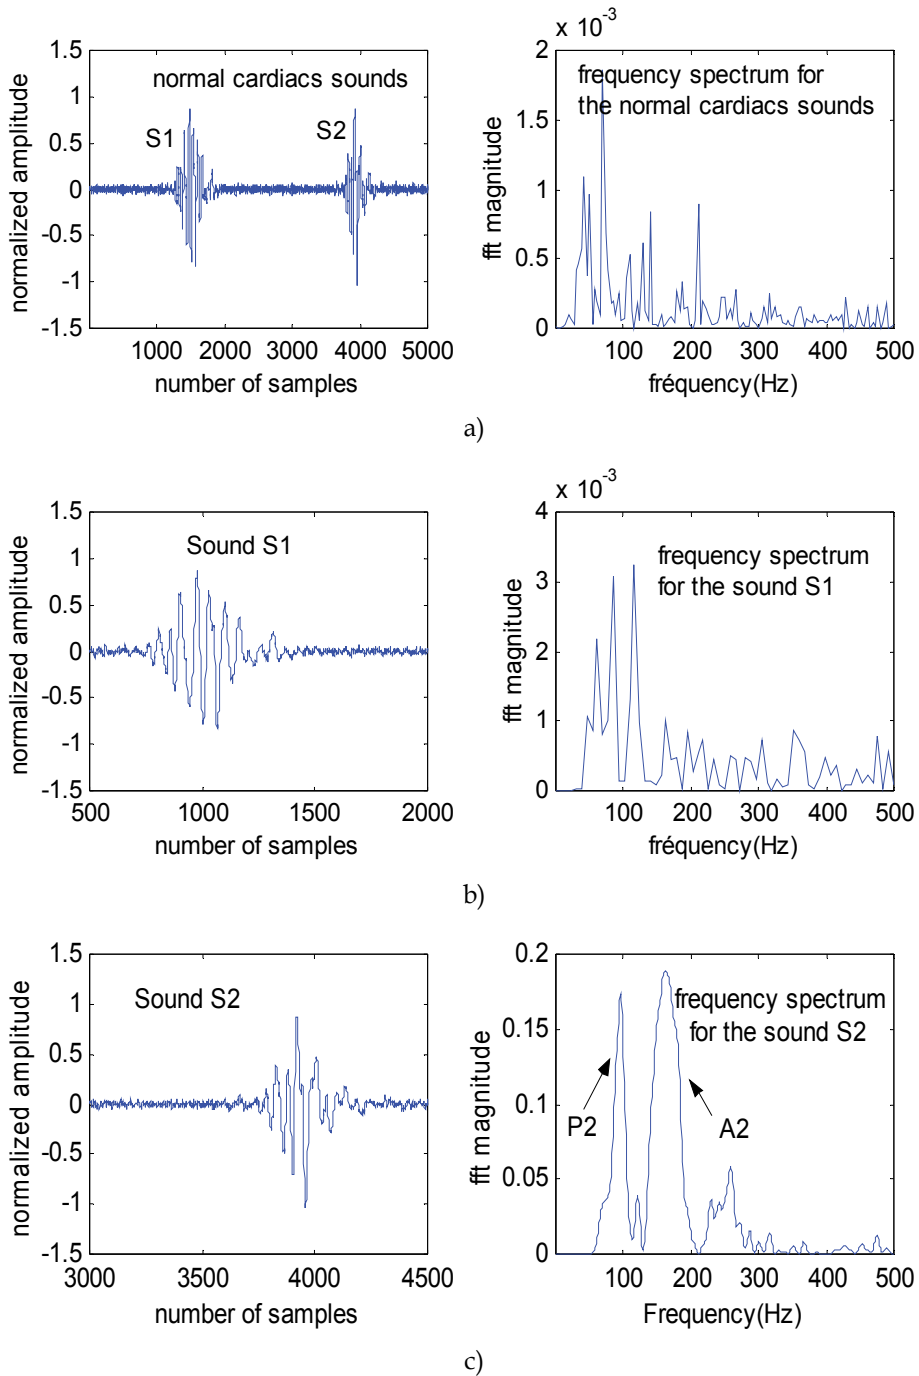 1.5
1
0.5
0
-0.5
-1
-1.5
normalized amplitude
normal cardiacs sounds
S1
S2
1000 2000 3000 4000 5000
number of samples
x 10-3
2
1.5
1
0.5
0
fft magnitude
frequency spectrum for
the normal cardiacs sounds
100 200 300 400 500
fréquency(Hz)
a)
1.5
1
0.5
0
-0.5
-1
-1.5
normalized amplitude
Sound S1
500 1000 1500 2000
number of samples
x 10-3
4
3
2
1
0
fft magnitude
frequency spectrum
for the sound S1
100 200 300 400 500
fréquency(Hz)
b)
1.5
1
0.5
0
-0.5
-1
-1.5
normalized amplitude
Sound S2
3000 3500 4000 4500
number of samples
0.2
0.15
0.1
0.05
0
fft magnitude
frequency spectrum
for the sound S2
P2
A2
100 200 300 400 500
Frequency(Hz)
c)